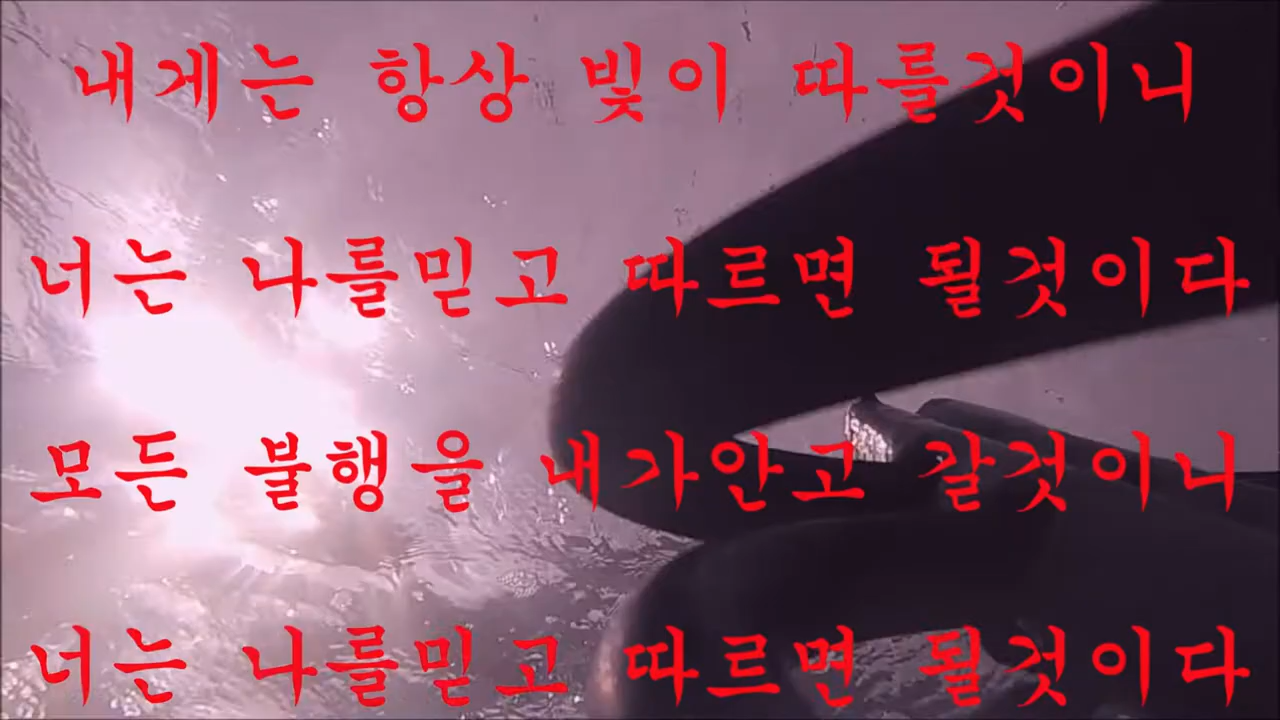 내게는 항상 빛이 따를것이니
너는 나를믿고 따르면 될것이다
모든 불행을 내가안고 갈것이니
너는 나를믿고 따르면 될것이다